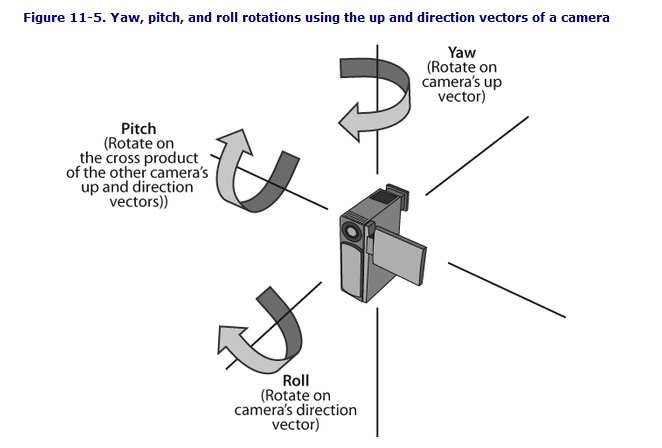 Figure 11-5. Yaw, pitch, and roll rotations using the up and direction vectors of a camera
Yaw
(Rotate on
camera's up
vector)
Pitch
(Rotate on
the cross product
of the other camera's
up and direction
vectors))
Roll
(Rotate on
camera's direction
vector)